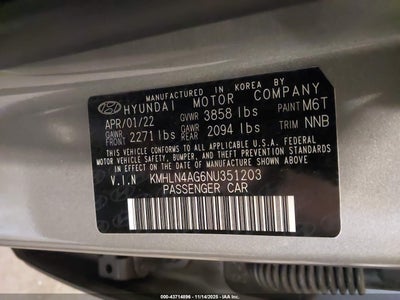 MANUFACTURED IN KOREA BY
HYUNDAI MOTOR COMPANY
APR/01/22 GVWR 3858 lbs PAINT M6T
GAWR FRONT 2271 lbs GAWR REAR 2094 lbs TRIM NNB
THIS VEHICLE CONFORMS TO ALL APPLICABLE U.S.A. FEDERAL
MOTOR VEHICLE SAFETY, BUMPER, AND THEFT PREVENTION
STANDARDS IN EFFECT ON THE DATE OF MANUFACTURE SHOWN ABOVE.
V.I.N KMHLN4AG6NU351203
PASSENGER CAR
000-43714896 - 11/14/2025 - IAAI